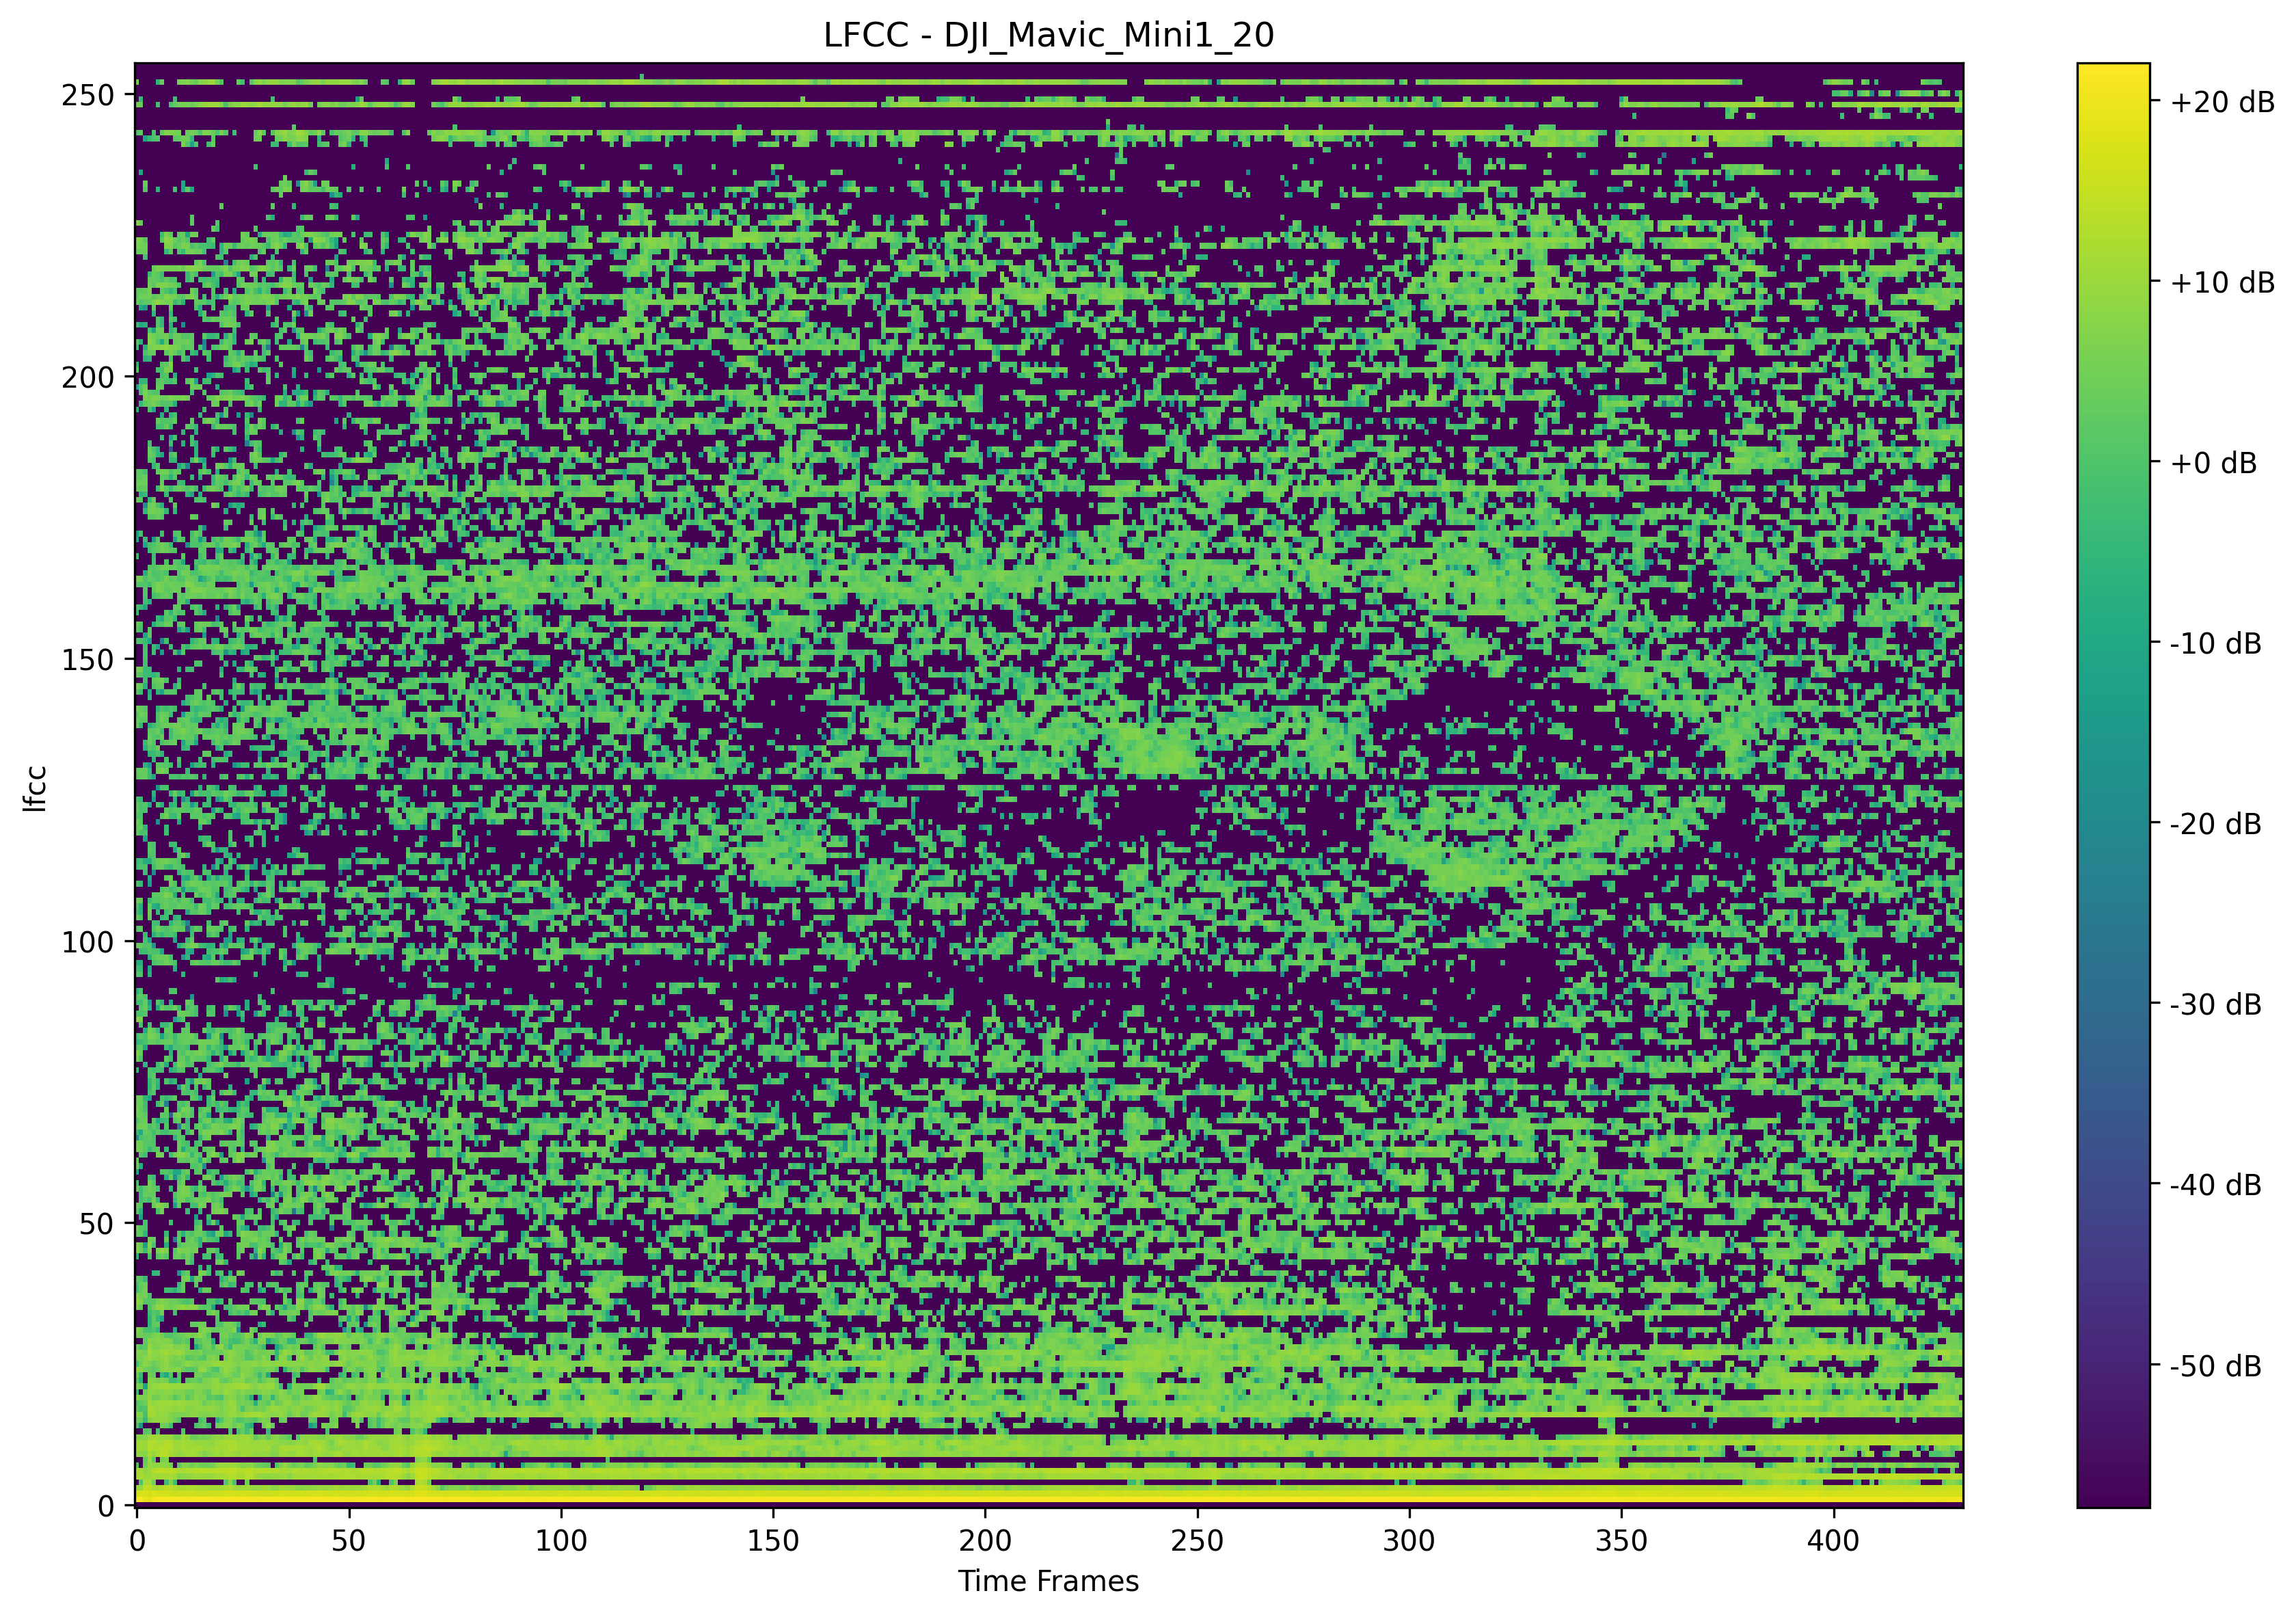 LFCC - DJI_Mavic_Mini1_20
250
200
150
100
50
0
lfcc
0 50 100 150 200 250 300 350 400
Time Frames
+20 dB
+10 dB
+0 dB
-10 dB
-20 dB
-30 dB
-40 dB
-50 dB